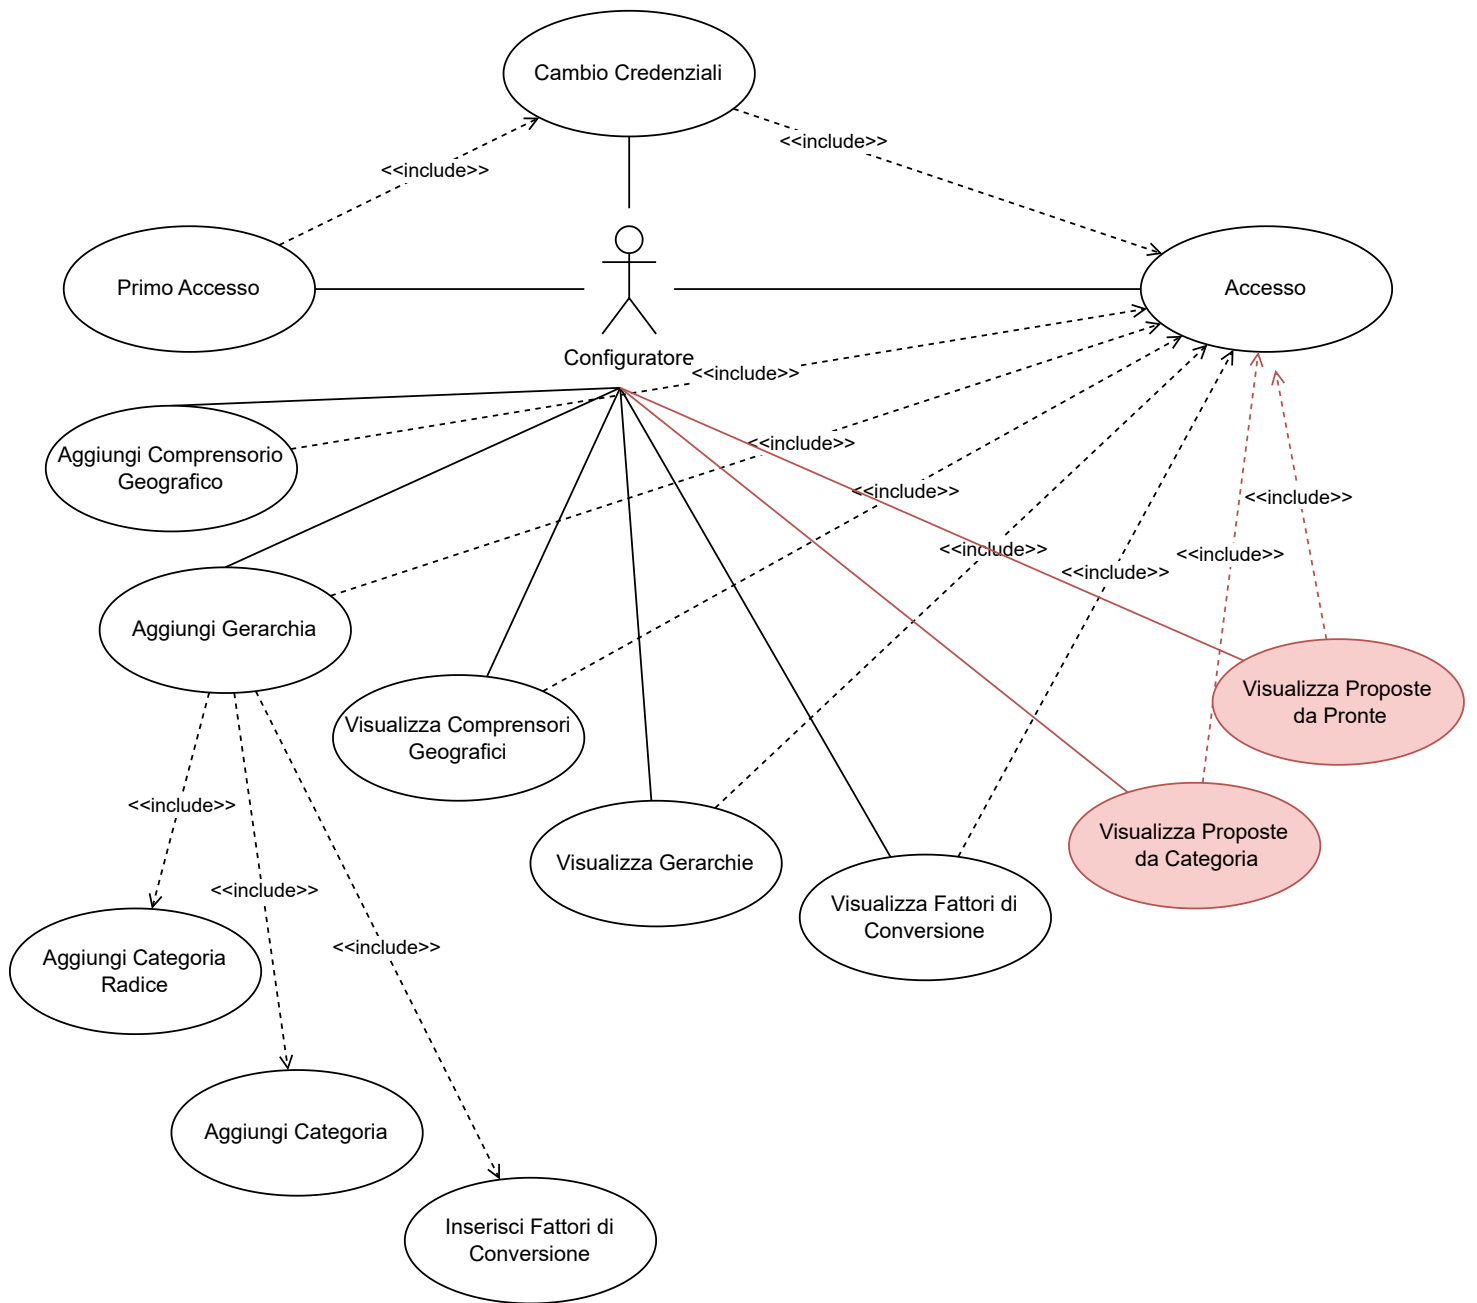 Cambio Credenziali
<<include>>
<<include>>
Primo Accesso
Accesso
Configuratore
<<include>>
Aggiungi Comprensorio
Geografico
<<include>>
<<include>>
<<include>>
<<include>>
<<include>>
<<include>>
Aggiungi Gerarchia
Visualizza Proposte
da Pronte
Visualizza Comprensori
Geografici
<<include>>
Visualizza Proposte
da Categoria
Visualizza Gerarchie
<<include>>
Visualizza Fattori di
Conversione
<<include>>
Aggiungi Categoria
Radice
Aggiungi Categoria
Inserisci Fattori di
Conversione